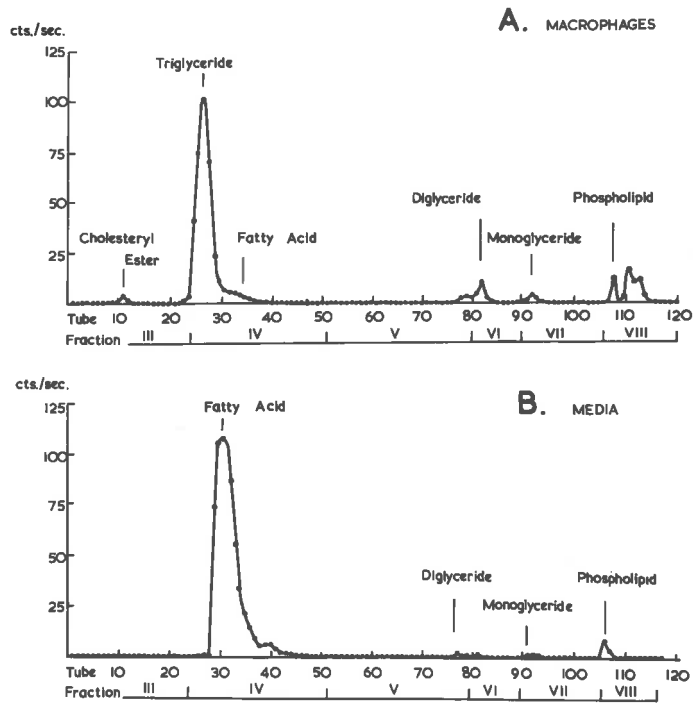 A. MACROPHAGES
cts./sec.
125
Triglyceride
100
75
50
Diglyceride Phospholipid
Cholesteryl Fatty Acid Monoglyceride
Ester
25
Tube 10 20 30 40 50 60 70 80 90 100 110 120
Fraction III IV V VI VII VIII
B. MEDIA
cts./sec.
125
Fatty Acid
100
75
50
Diglyceride Phospholipid
Monoglyceride
25
Tube 10 20 30 40 50 60 70 80 90 100 110 120
Fraction III IV V VI VII VIII